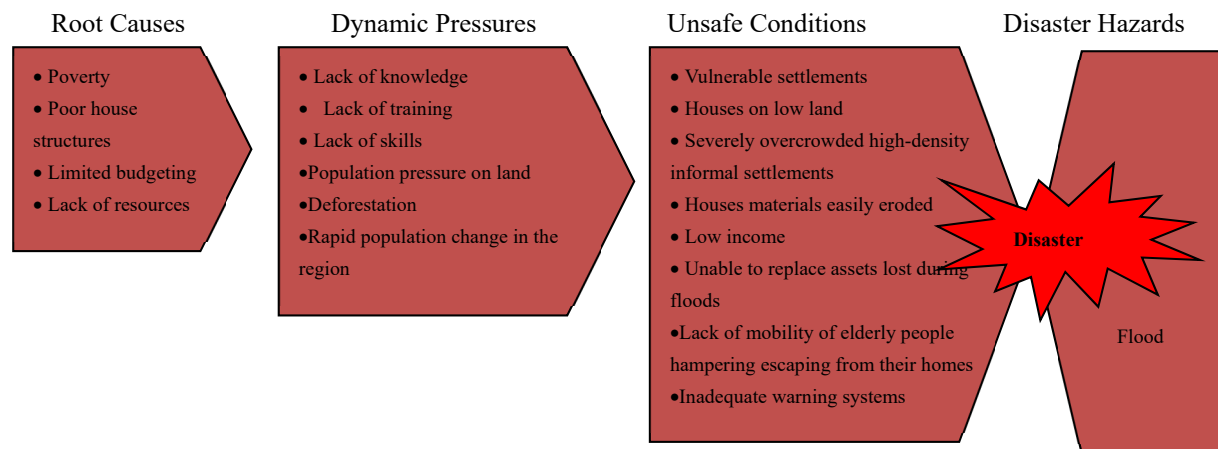 Root Causes
• Poverty
• Poor house
structures
• Limited budgeting
• Lack of resources
Dynamic Pressures
• Lack of knowledge
• Lack of training
• Lack of skills
•Population pressure on land
•Deforestation
•Rapid population change in the
region
Unsafe Conditions
• Vulnerable settlements
• Houses on low land
• Severely overcrowded high-density
informal settlements
• Houses materials easily eroded
• Low income
• Unable to replace assets lost during
floods
•Lack of mobility of elderly people
hampering escaping from their homes
•Inadequate warning systems
Disaster Hazards
Disaster
Flood